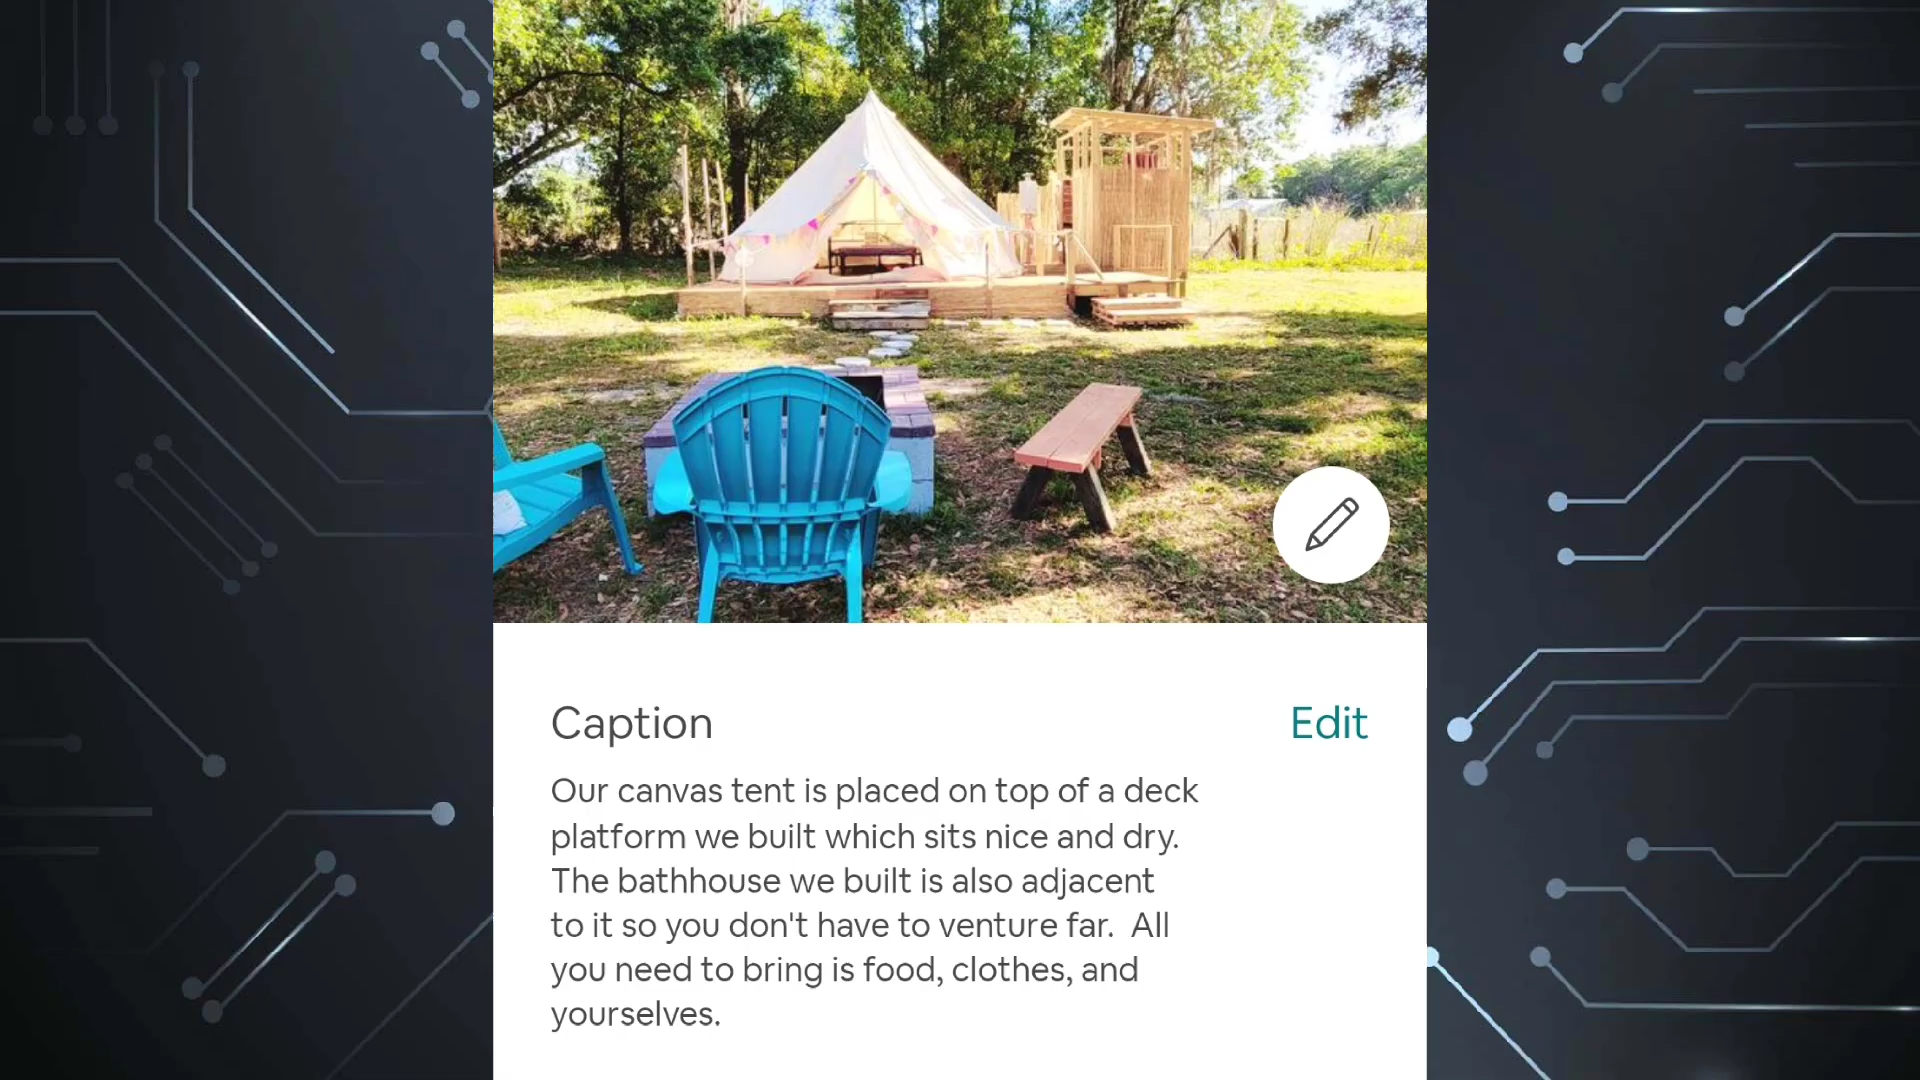 Caption
Edit
Our canvas tent is placed on top of a deck
platform we built which sits nice and dry.
The bathhouse we built is also adjacent
to it so you don't have to venture far.  All
you need to bring is food, clothes, and
yourselves.